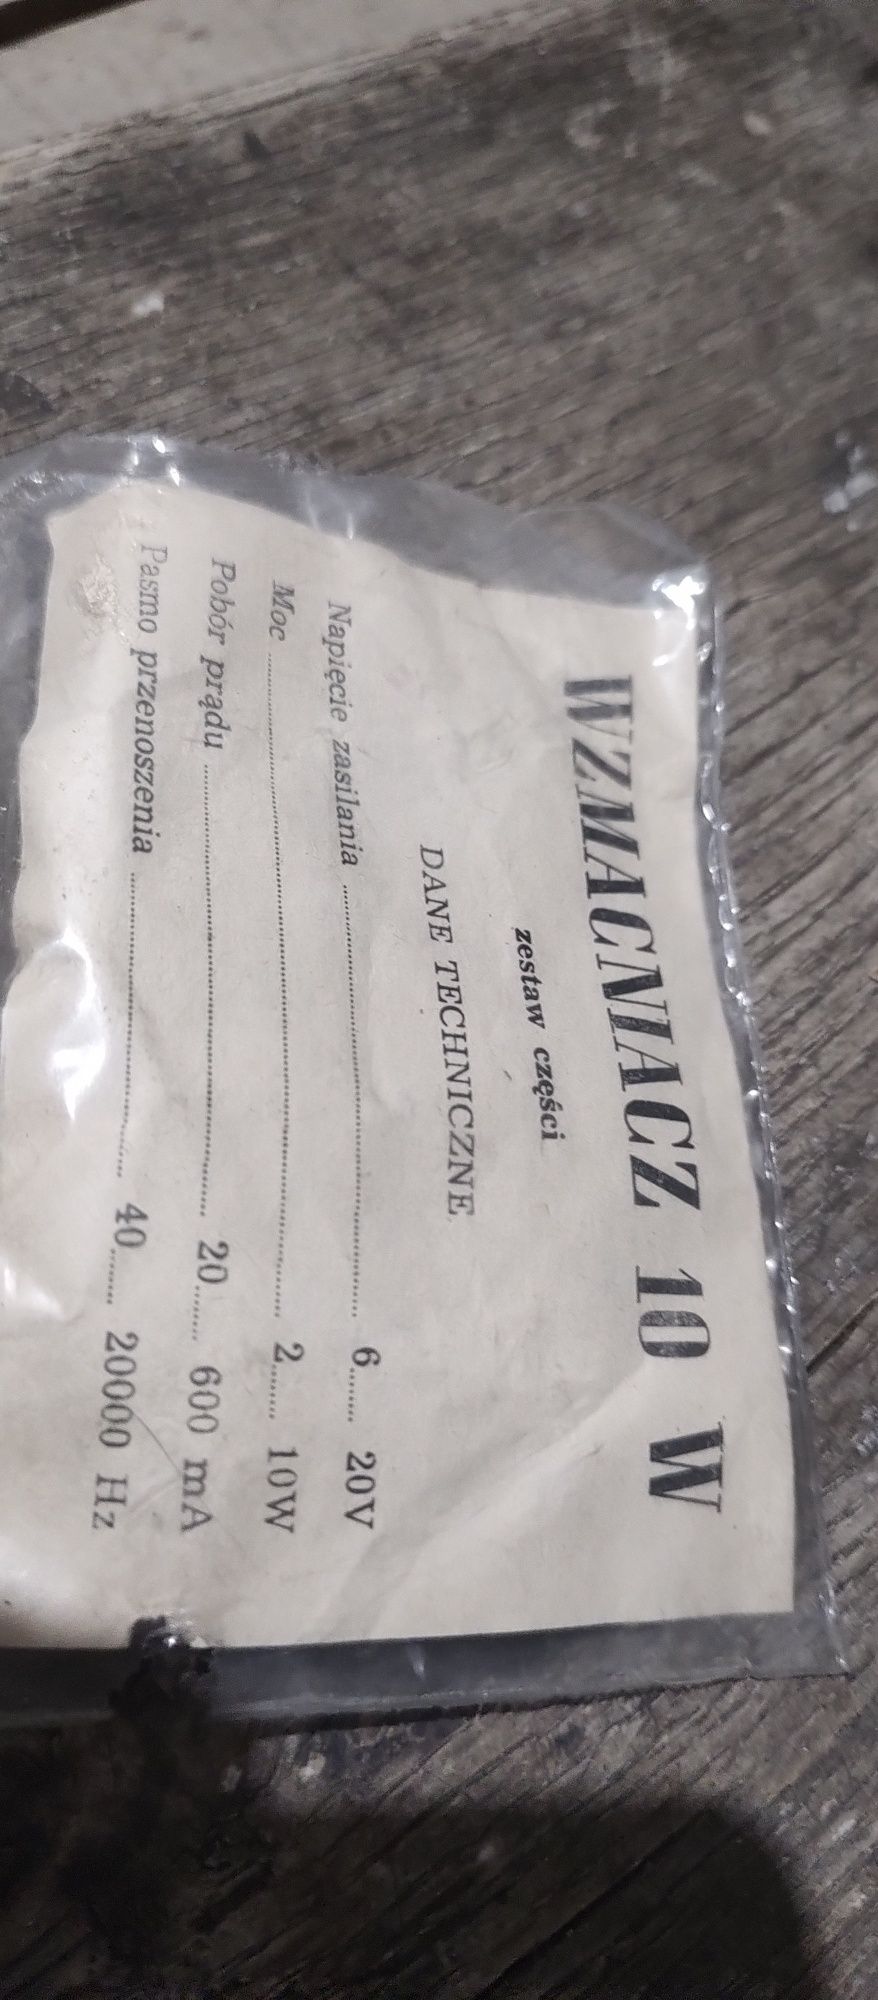 WZMACNIACZ 10 W
zestaw części
DANE TECHNICZNE
Napięcie zasilania .................... 6........ 20V
Moc .................... 2........ 10W
Pobór prądu .................... 20........ 600 mA
Pasmo przenoszenia .................... 40........ 20000 Hz